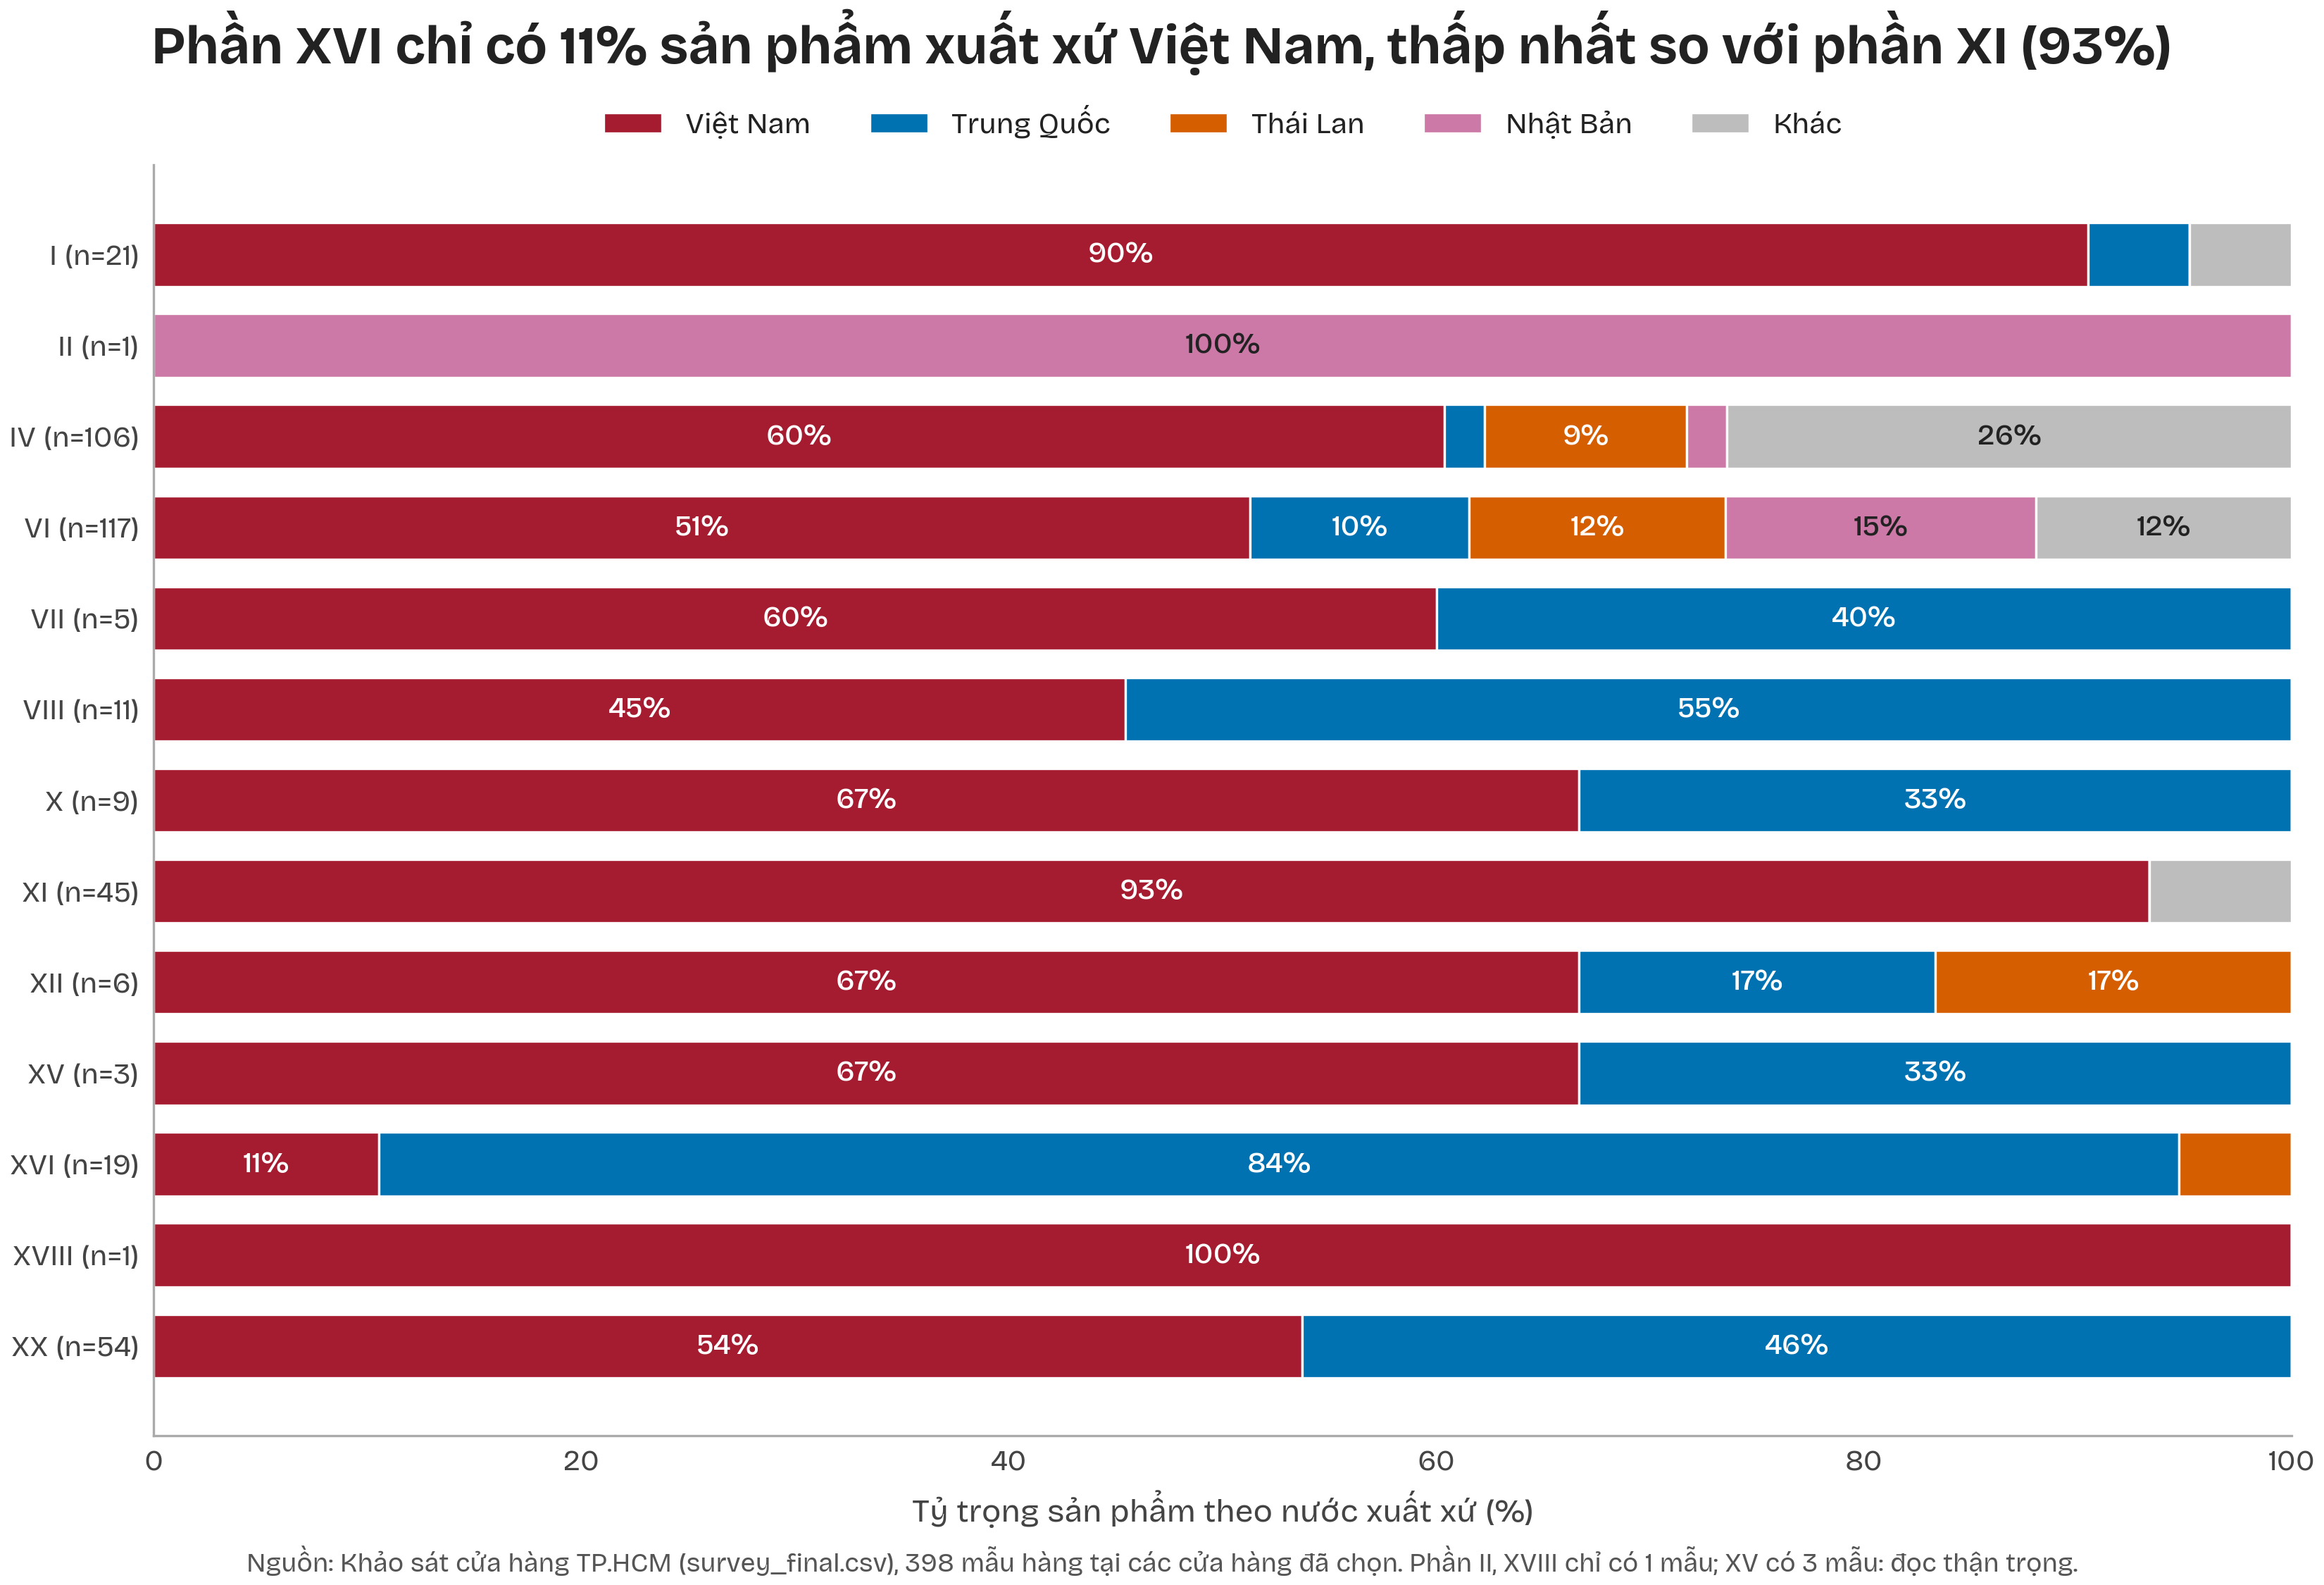 Phần XVI chỉ có 11% sản phẩm xuất xứ Việt Nam, thấp nhất so với phần XI (93%)
Việt Nam Trung Quốc Thái Lan Nhật Bản Khác
I (n=21) 90%
II (n=1) 100%
IV (n=106) 60% 9% 26%
VI (n=117) 51% 10% 12% 15% 12%
VII (n=5) 60% 40%
VIII (n=11) 45% 55%
X (n=9) 67% 33%
XI (n=45) 93%
XII (n=6) 67% 17% 17%
XV (n=3) 67% 33%
XVI (n=19) 11% 84%
XVIII (n=1) 100%
XX (n=54) 54% 46%
0 20 40 60 80 100
Tỷ trọng sản phẩm theo nước xuất xứ (%)
Nguồn: Khảo sát cửa hàng TP.HCM (survey_final.csv), 398 mẫu hàng tại các cửa hàng đã chọn. Phần II, XVIII chỉ có 1 mẫu; XV có 3 mẫu: đọc thận trọng.